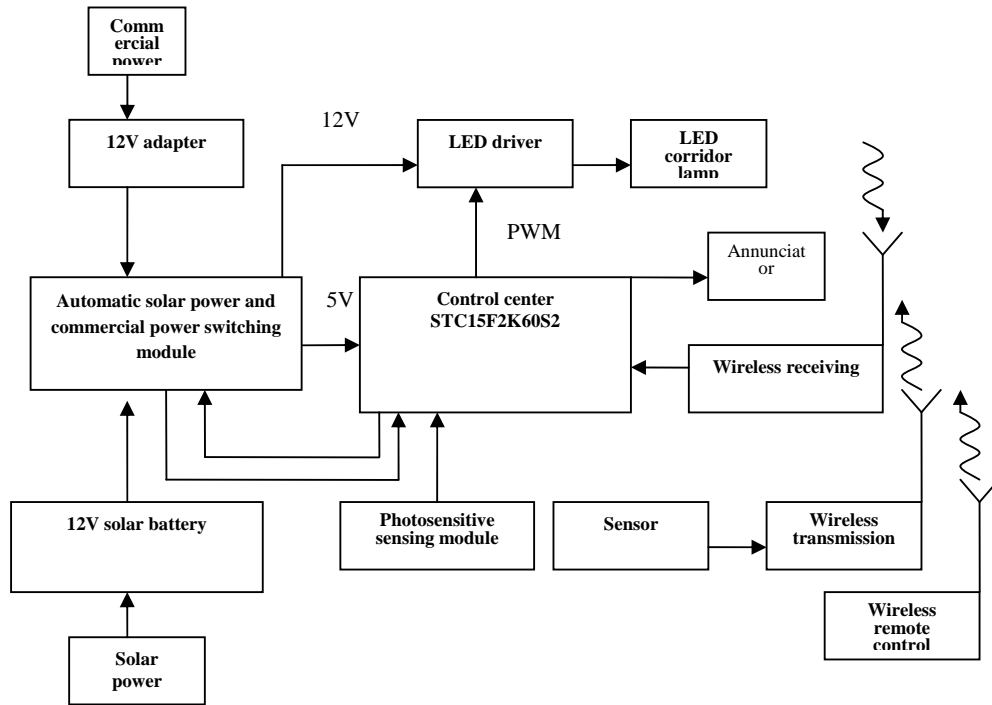 Comm
ercial
power
12V adapter
12V
LED driver
LED
corridor
lamp
PWM
Annunciat
or
Automatic solar power and
commercial power switching
module
5V
Control center
STC15F2K60S2
Wireless receiving
12V solar battery
Photosensitive
sensing module
Sensor
Wireless
transmission
Wireless
remote
control
Solar
power